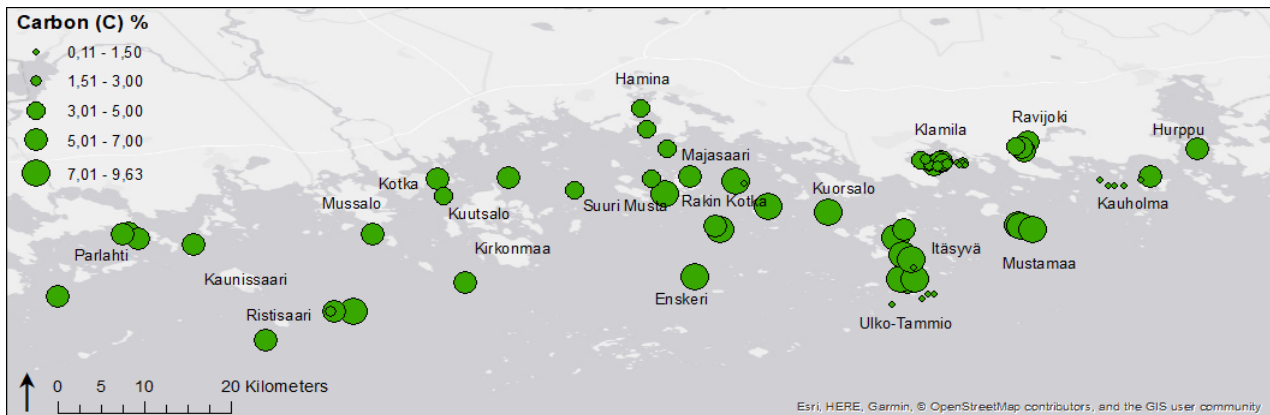 Carbon (C) %
0,11 - 1,50
1,51 - 3,00
3,01 - 5,00
5,01 - 7,00
7,01 - 9,63
Hamina
Klamila
Ravijoki
Hurppu
Majasaari
Kotka
Kuutsalo
Suuri Musta
Rakin Kotka
Kuorsalo
Kauholma
Mussalo
Parlahti
Kirkonmaa
Itäsyvä
Mustamaa
Kaunissaari
Enskeri
Ristisaari
Ulko-Tammio
0 5 10 20 Kilometers
Esri, HERE, Garmin, © OpenStreetMap contributors, and the GIS user community